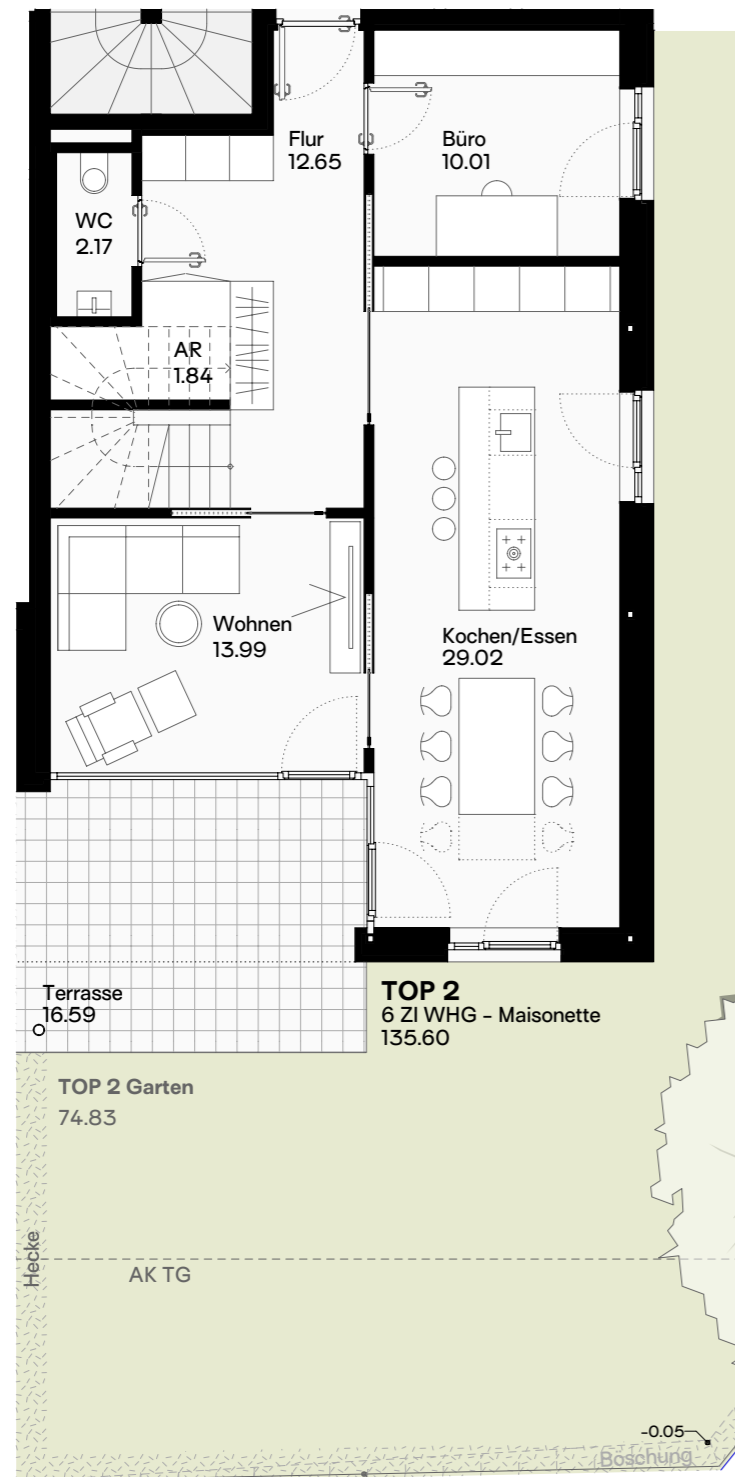 Flur
12.65
Büro
10.01
WC
2.17
AR
1.84
Wohnen
13.99
Kochen/Essen
29.02
Terrasse
16.59
TOP 2
6 ZI WHG - Maisonette
135.60
TOP 2 Garten
74.83
Hecke
AK TG
-0.05
Böschung